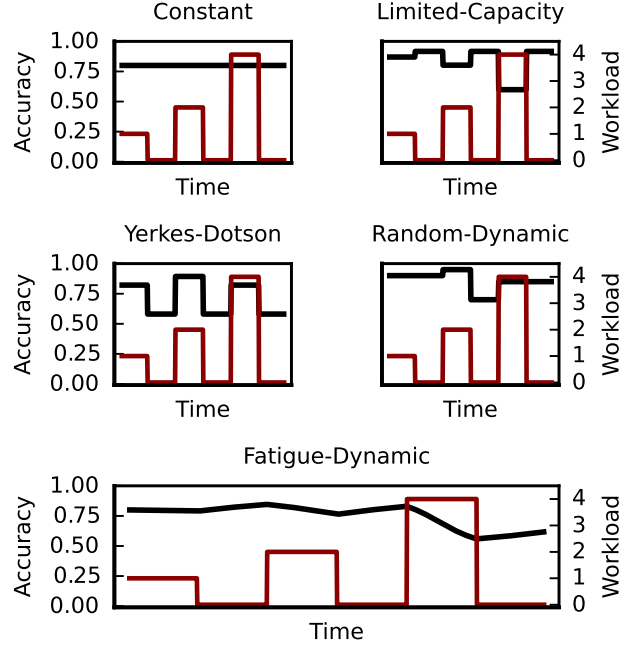 Constant
Limited-Capacity
1.00
0.75
0.50
0.25
0.00
Accuracy
Time
4
3
2
1
0
Workload
Time
Yerkes-Dotson
Random-Dynamic
1.00
0.75
0.50
0.25
0.00
Accuracy
Time
4
3
2
1
0
Workload
Time
Fatigue-Dynamic
1.00
0.75
0.50
0.25
0.00
Accuracy
4
3
2
1
0
Workload
Time